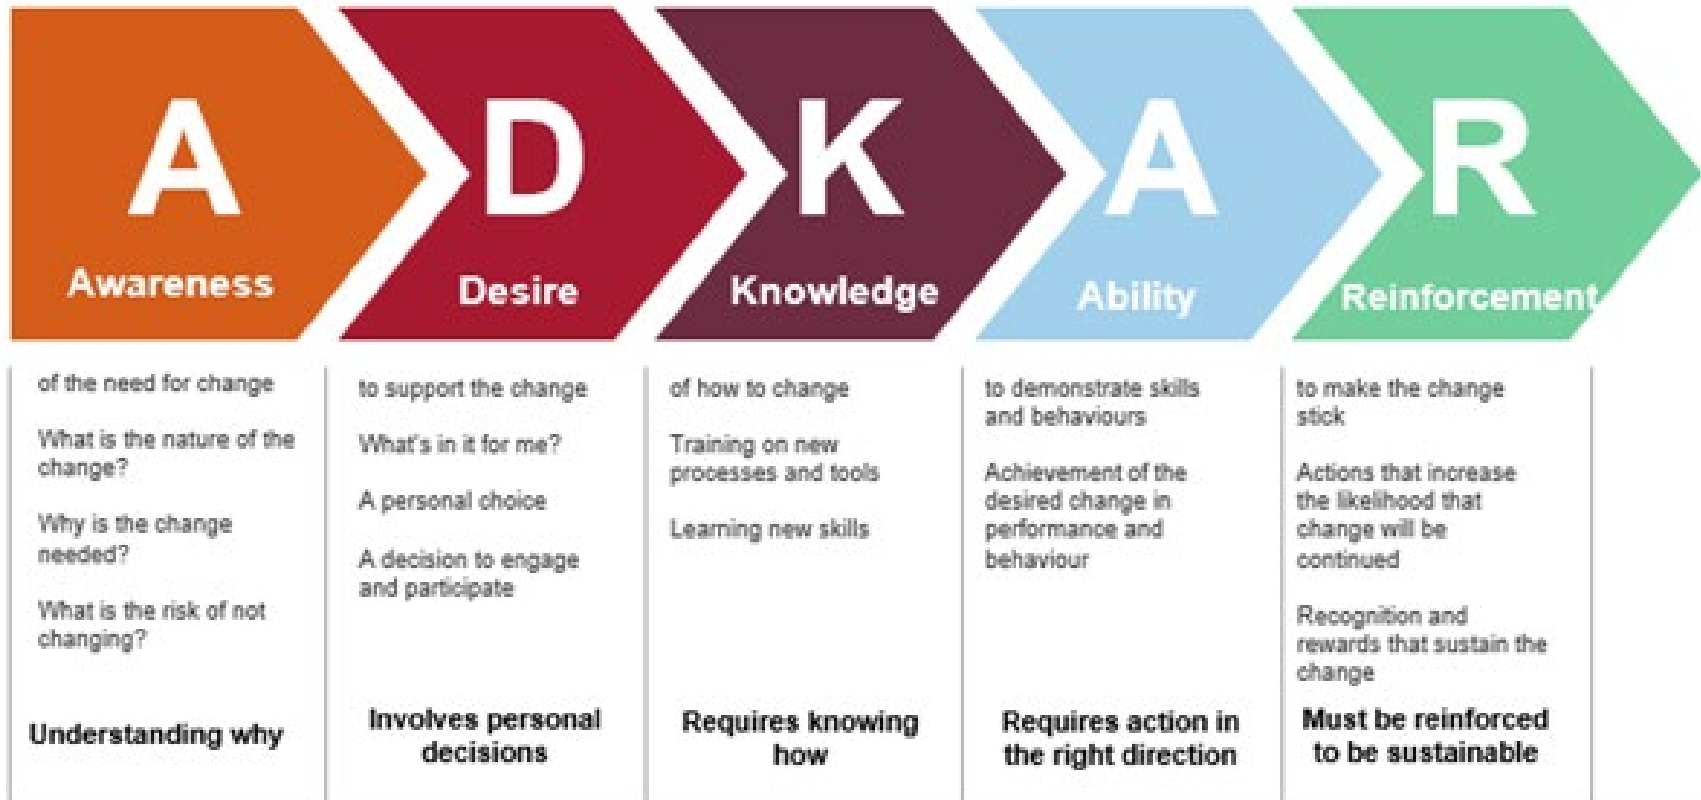 A
Awareness
of the need for change
What is the nature of the
change?
Why is the change
needed?
What is the risk of not
changing?
Understanding why
D
Desire
to support the change
What's in it for me?
A personal choice
A decision to engage
and participate
Involves personal
decisions
K
Knowledge
of how to change
Training on new
processes and tools
Learning new skills
Requires knowing
how
A
Ability
to demonstrate skills
and behaviours
Achievement of the
desired change in
performance and
behaviour
Requires action in
the right direction
R
Reinforcement
to make the change
stick
Actions that increase
the likelihood that
change will be
continued
Recognition and
rewards that sustain the
change
Must be reinforced
to be sustainable